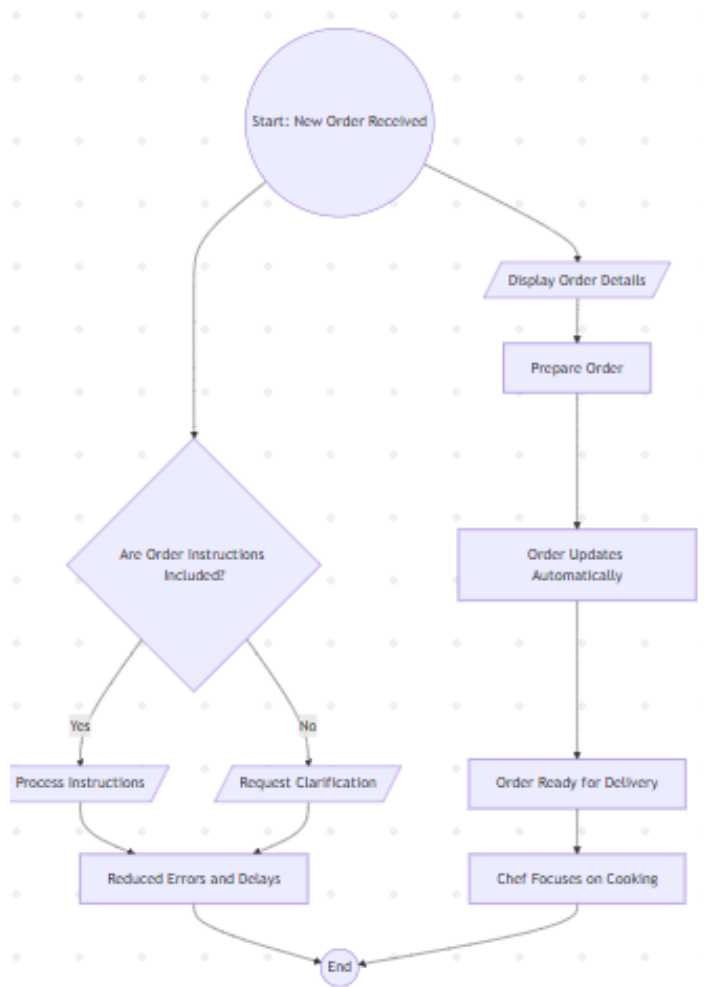 Start: New Order Received
Display Order Details
Prepare Order
Are Order Instructions
Included?
Order Updates
Automatically
Yes
No
Process Instructions
Request Clarification
Order Ready for Delivery
Reduced Errors and Delays
Chef Focuses on Cooking
End